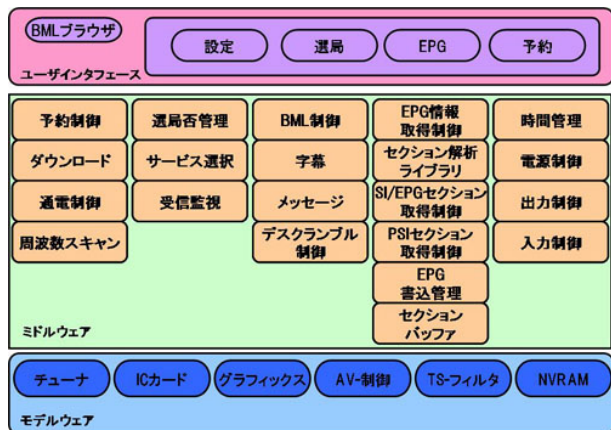 BMLブラウザ
設定
選局
EPG
予約
ユーザインタフェース
予約制御
選局否管理
BML制御
EPG情報
取得制御
時間管理
ダウンロード
サービス選択
字幕
セクション解析
ライブラリ
電源制御
通電制御
受信監視
メッセージ
SI/EPGセクション
取得制御
出力制御
周波数スキャン
デスクランブル
制御
PSIセクション
取得制御
入力制御
EPG
書込管理
セクション
バッファ
ミドルウェア
チューナ
ICカード
グラフィックス
AV-制御
TS-フィルタ
NVRAM
モデルウェア